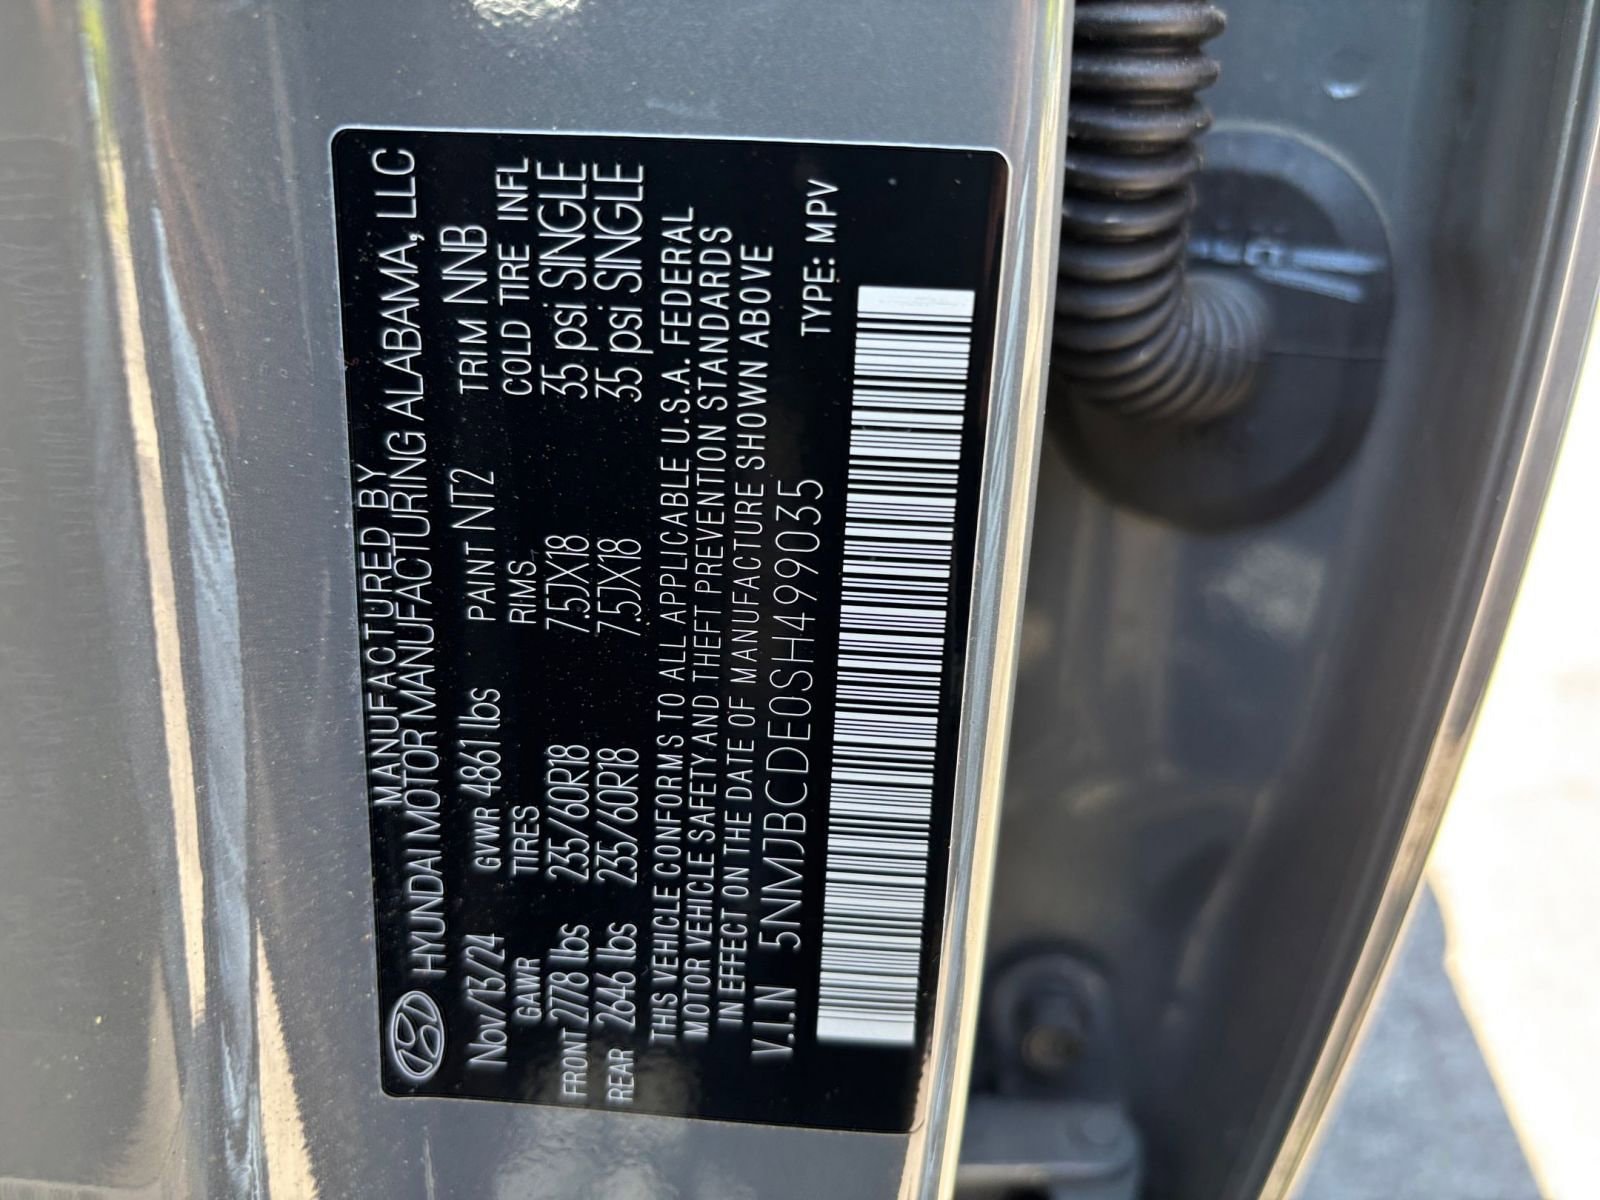 MANUFACTURED BY
HYUNDAI MOTOR MANUFACTURING ALABAMA, LLC
Nov/13/24 GVWR 4861 lbs PAINT NT2 TRIM NNB
GAWR TIRES RIMS COLD TIRE INFL
FRONT 2778 lbs 235/60R18 7.5JX18 35 psi SINGLE
REAR 2646 lbs 235/60R18 7.5JX18 35 psi SINGLE
THIS VEHICLE CONFORMS TO ALL APPLICABLE U.S.A. FEDERAL
MOTOR VEHICLE SAFETY AND THEFT PREVENTION STANDARDS
IN EFFECT ON THE DATE OF MANUFACTURE SHOWN ABOVE
V.I.N 5NMJBCDE0SH499035 TYPE: MPV